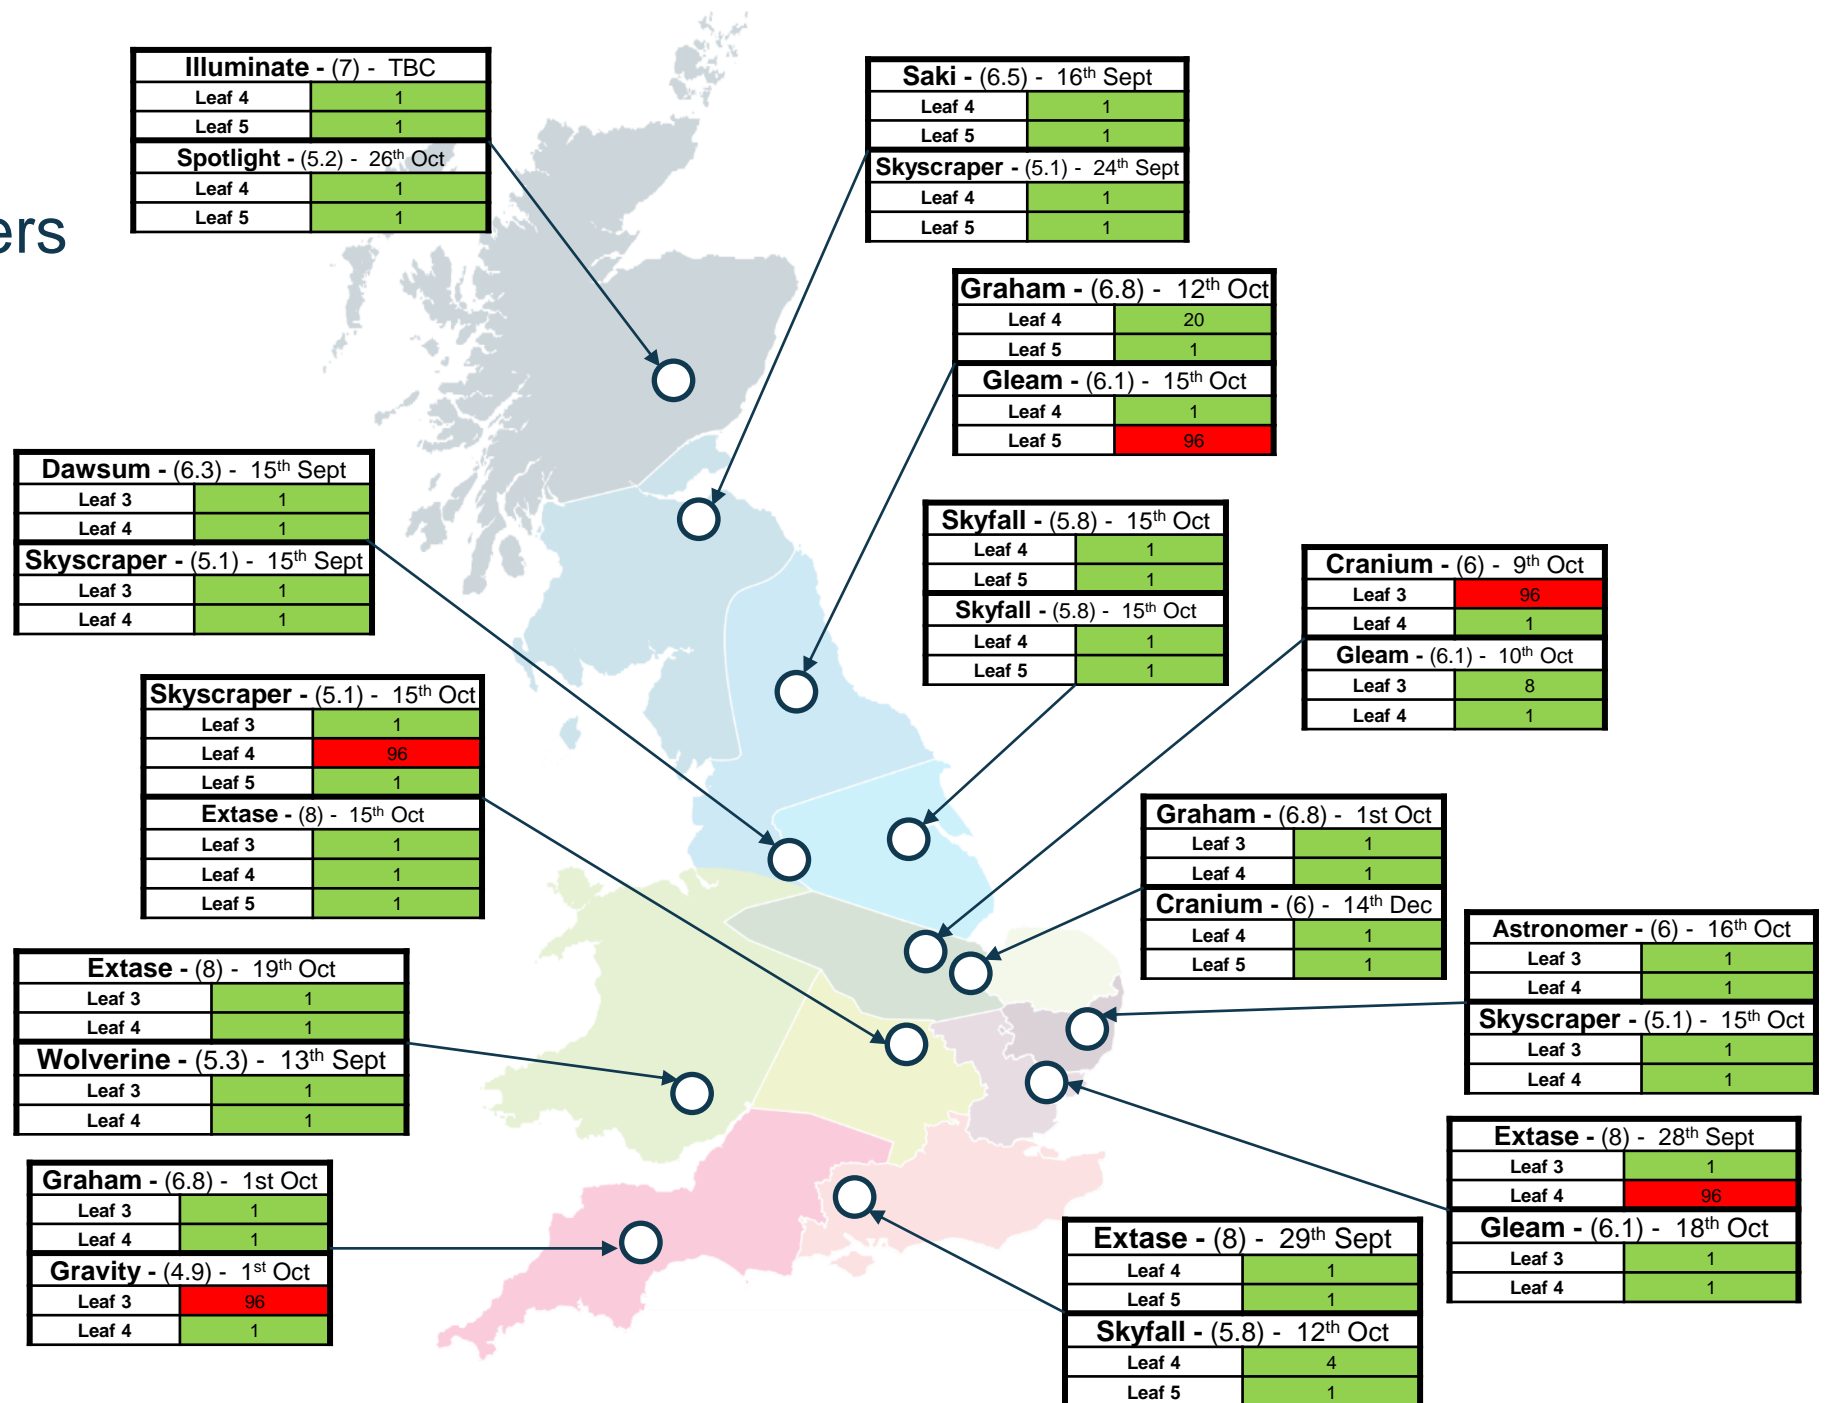 ers
Illuminate - (7) - TBC
Leaf 4 1
Leaf 5 1
Spotlight - (5.2) - 26th Oct
Leaf 4 1
Leaf 5 1
Saki - (6.5) - 16th Sept
Leaf 4 1
Leaf 5 1
Skyscraper - (5.1) - 24th Sept
Leaf 4 1
Leaf 5 1
Graham - (6.8) - 12th Oct
Leaf 4 20
Leaf 5 1
Gleam - (6.1) - 15th Oct
Leaf 4 1
Leaf 5 96
Dawsum - (6.3) - 15th Sept
Leaf 3 1
Leaf 4 1
Skyscraper - (5.1) - 15th Sept
Leaf 3 1
Leaf 4 1
Skyfall - (5.8) - 15th Oct
Leaf 4 1
Leaf 5 1
Skyfall - (5.8) - 15th Oct
Leaf 4 1
Leaf 5 1
Cranium - (6) - 9th Oct
Leaf 3 96
Leaf 4 1
Gleam - (6.1) - 10th Oct
Leaf 3 8
Leaf 4 1
Skyscraper - (5.1) - 15th Oct
Leaf 3 1
Leaf 4 96
Leaf 5 1
Extase - (8) - 15th Oct
Leaf 3 1
Leaf 4 1
Leaf 5 1
Graham - (6.8) - 1st Oct
Leaf 3 1
Leaf 4 1
Cranium - (6) - 14th Dec
Leaf 4 1
Leaf 5 1
Astronomer - (6) - 16th Oct
Leaf 3 1
Leaf 4 1
Skyscraper - (5.1) - 15th Oct
Leaf 3 1
Leaf 4 1
Extase - (8) - 19th Oct
Leaf 3 1
Leaf 4 1
Wolverine - (5.3) - 13th Sept
Leaf 3 1
Leaf 4 1
Extase - (8) - 28th Sept
Leaf 3 1
Leaf 4 96
Gleam - (6.1) - 18th Oct
Leaf 3 1
Leaf 4 1
Graham - (6.8) - 1st Oct
Leaf 3 1
Leaf 4 1
Gravity - (4.9) - 1st Oct
Leaf 3 96
Leaf 4 1
Extase - (8) - 29th Sept
Leaf 4 1
Leaf 5 1
Skyfall - (5.8) - 12th Oct
Leaf 4 4
Leaf 5 1